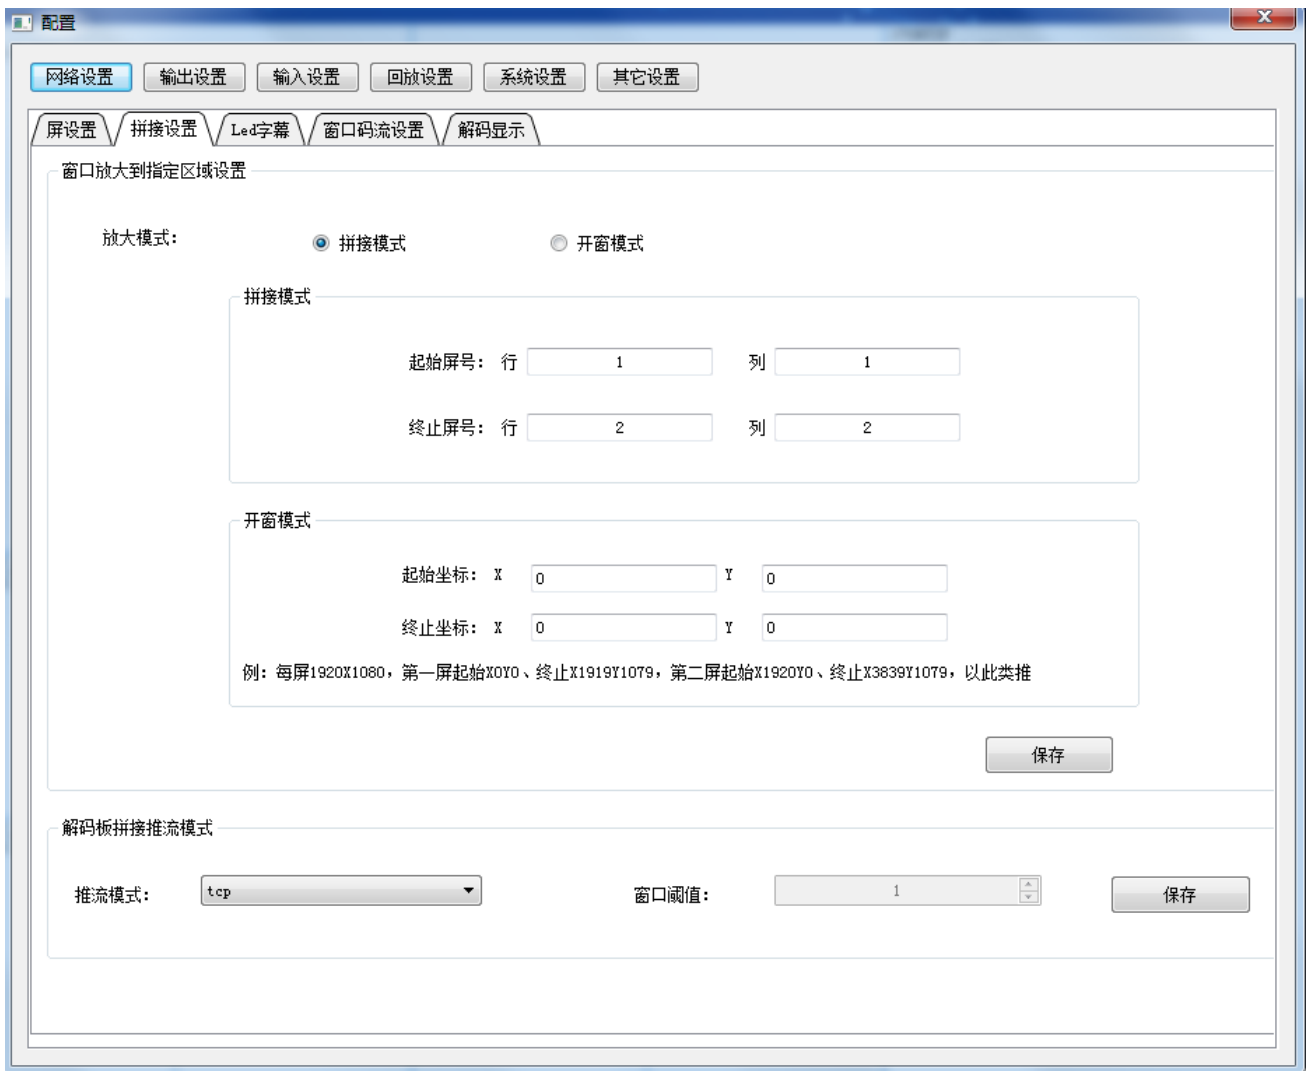 配置
网络设置 输出设置 输入设置 回放设置 系统设置 其它设置
屏设置 拼接设置 Led字幕 窗口码流设置 解码显示
窗口放大到指定区域设置
放大模式: 拼接模式 开窗模式
拼接模式
起始屏号: 行 1 列 1
终止屏号: 行 2 列 2
开窗模式
起始坐标: X 0 Y 0
终止坐标: X 0 Y 0
例: 每屏1920X1080, 第一屏起始X0Y0、终止X1919Y1079, 第二屏起始X1920Y0、终止X3839Y1079, 以此类推
保存
解码板拼接推流模式
推流模式: tcp 窗口阈值: 1 保存